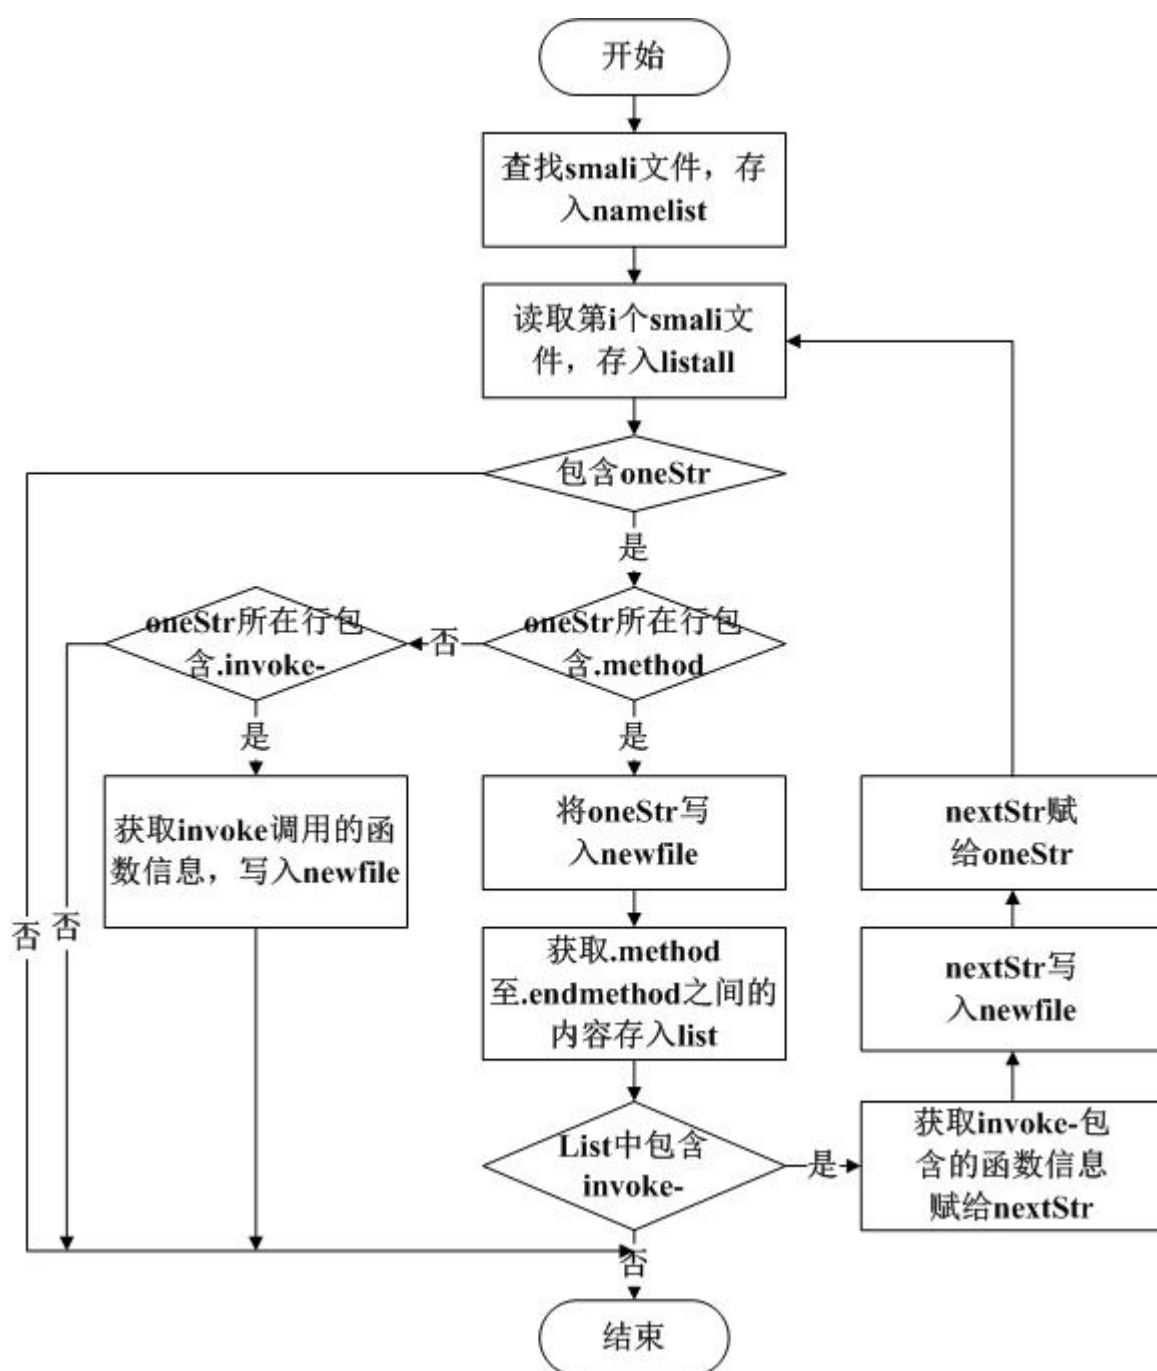 开始
查找smali文件，存
入namelist
读取第i个smali文
件，存入listall
包含oneStr
是
oneStr所在行包
含.invoke-
否
oneStr所在行包
含.method
是
是
获取invoke调用的函
数信息，写入newfile
将oneStr写
入newfile
nextStr赋
给oneStr
否
否
获取.method
至.endmethod之间的
内容存入list
nextStr写
入newfile
List中包含
invoke-
是
获取invoke-包
含的函数信息
赋给nextStr
否
结束